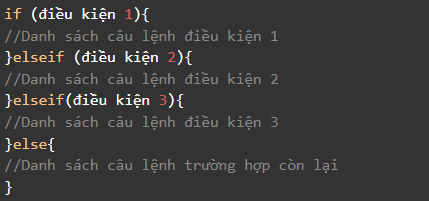 if (điều kiện 1){
//Danh sách câu lệnh điều kiện 1
}elseif (điều kiện 2){
//Danh sách câu lệnh điều kiện 2
}elseif(điều kiện 3){
//Danh sách câu lệnh điều kiện 3
}else{
//Danh sách câu lệnh trường hợp còn lại
}